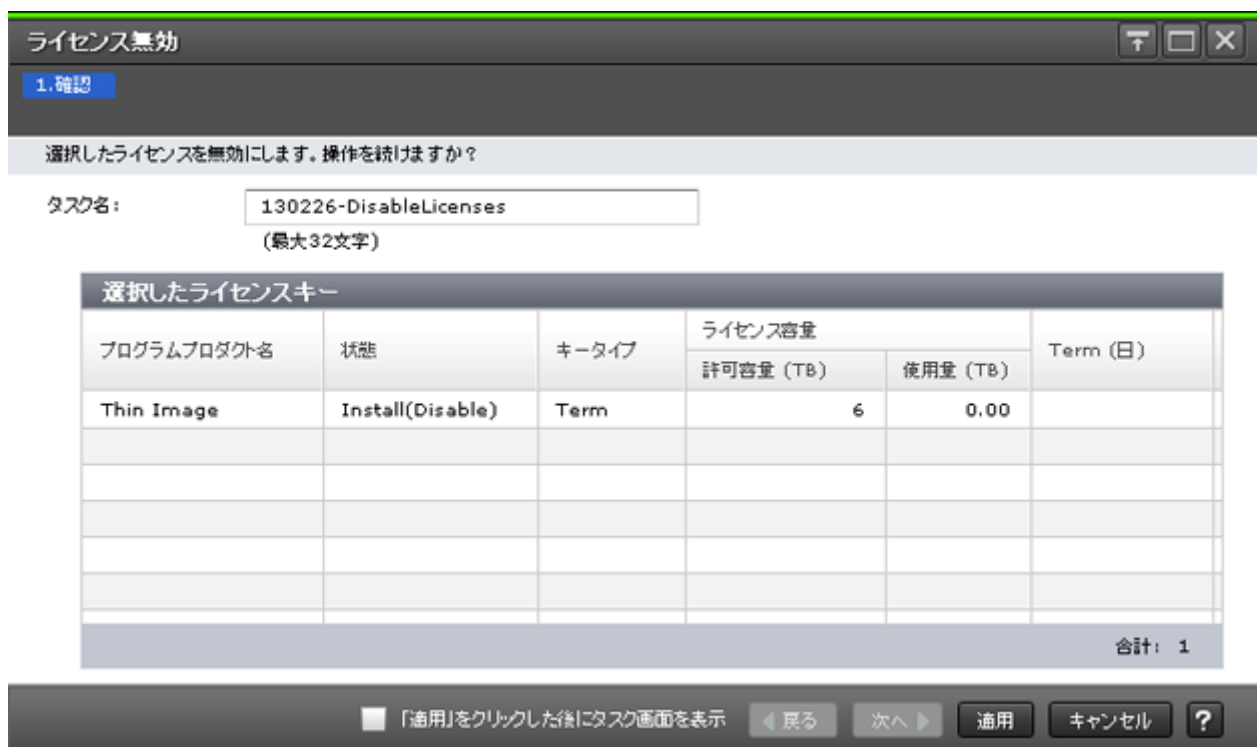 ライセンス無効
1.確認
選択したライセンスを無効にします。操作を続けますか？
タスク名: 130226-DisableLicenses
(最大32文字)
選択したライセンスキー
プログラムプロダクト名 状態 キータイプ ライセンス容量 Term (日)
許可容量 (TB) 使用量 (TB)
Thin Image Install(Disable) Term 6 0.00
合計: 1
「適用」をクリックした後にタスク画面を表示 戻る 次へ 適用 キャンセル ?